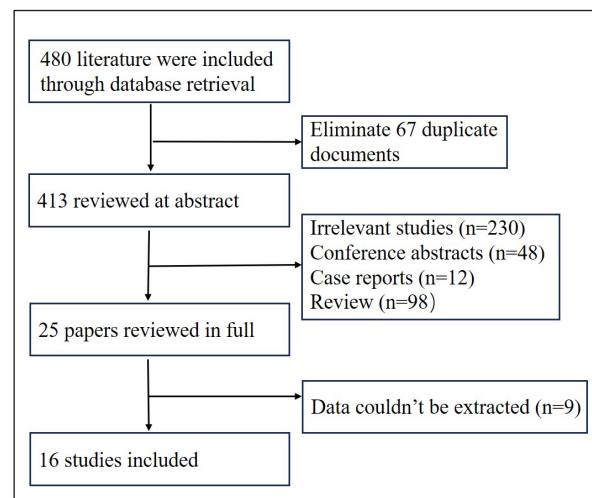 480 literature were included
through database retrieval
Eliminate 67 duplicate
documents
413 reviewed at abstract
Irrelevant studies (n=230)
Conference abstracts (n=48)
Case reports (n=12)
Review (n=98)
25 papers reviewed in full
Data couldn't be extracted (n=9)
16 studies included